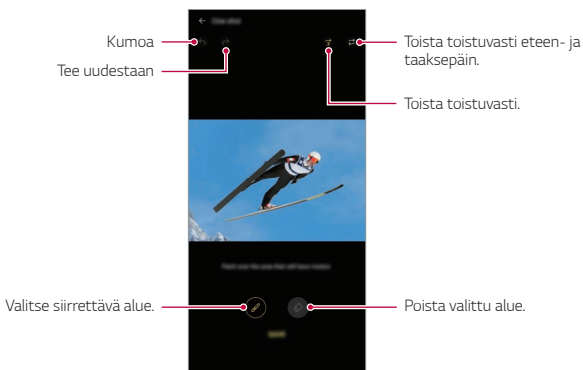 Kumoa
Tee uudestaan
Toista toistuvasti eteen- ja
taaksepäin.
Toista toistuvasti.
Valitse siirrettävä alue.
Poista valittu alue.